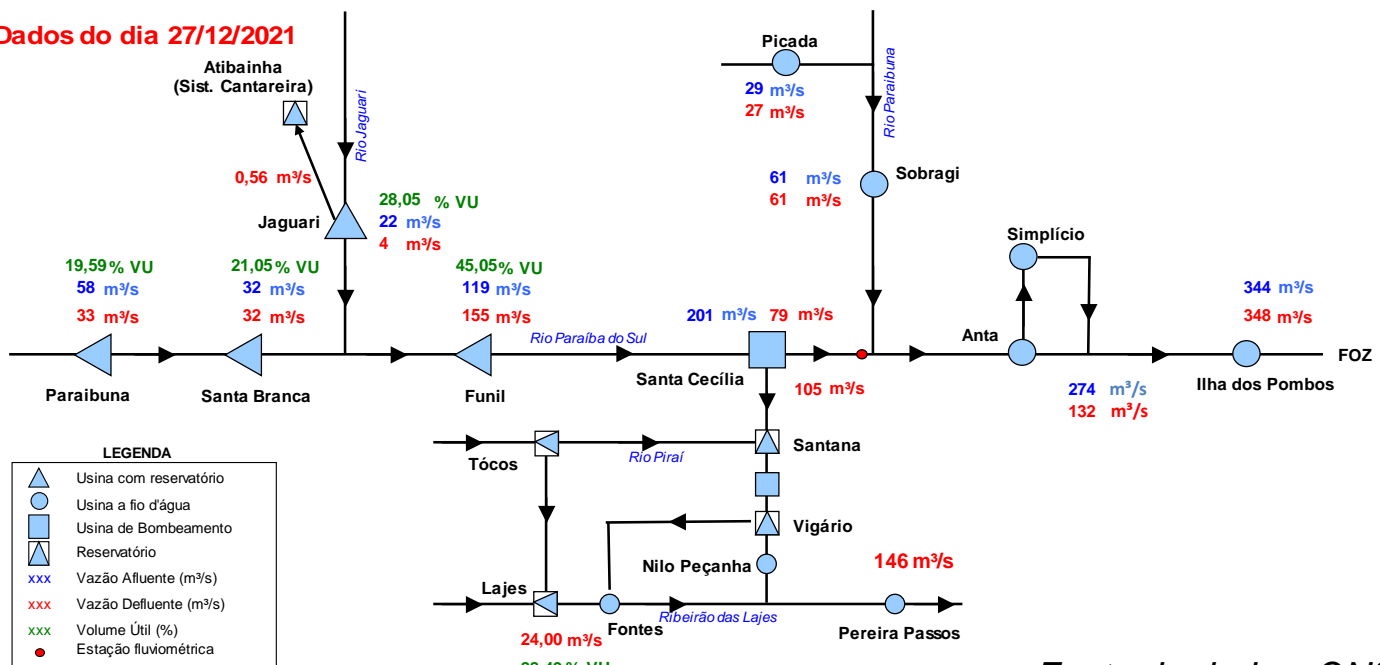 Dados do dia 27/12/2021
Atibainha
(Sist. Cantareira)
Rio Jaguari
0,56 m³/s
Jaguari
28,05 % VU
22 m³/s
4 m³/s
Picada
29 m³/s
27 m³/s
Rio Paraibuna
61 m³/s
61 m³/s
Sobragi
19,59 % VU
58 m³/s
33 m³/s
Paraibuna
21,05 % VU
32 m³/s
32 m³/s
Santa Branca
45,05 % VU
119 m³/s
155 m³/s
Funil
Rio Paraíba do Sul
201 m³/s 79 m³/s
Santa Cecília
105 m³/s
Simplício
Anta
274 m³/s
132 m³/s
344 m³/s
348 m³/s
Ilha dos Pombos
FOZ
Tócos
Rio Piraí
Santana
Vigário
Nilo Peçanha
146 m³/s
Lajes
Fontes
Ribeirão das Lajes
Pereira Passos
24,00 m³/s
LEGENDA
Usina com reservatório
Usina a fio d'água
Usina de Bombeamento
Reservatório
xxx Vazão Afluente (m³/s)
xxx Vazão Defluente (m³/s)
xxx Volume Útil (%)
Estação fluviométrica